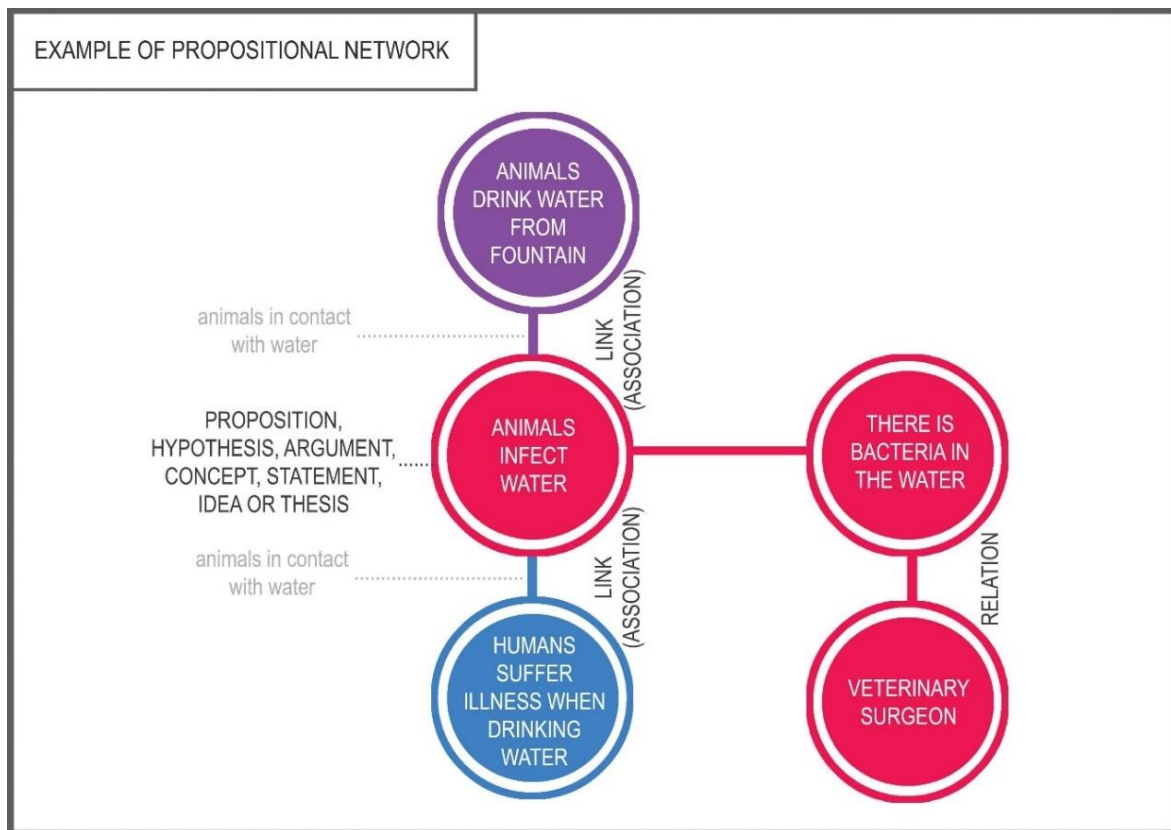 EXAMPLE OF PROPOSITIONAL NETWORK
ANIMALS
DRINK WATER
FROM
FOUNTAIN
animals in contact
with water
LINK
(ASSOCIATION)
PROPOSITION,
HYPOTHESIS, ARGUMENT,
CONCEPT, STATEMENT,
IDEA OR THESIS
ANIMALS
INFECT
WATER
THERE IS
BACTERIA IN
THE WATER
animals in contact
with water
LINK
(ASSOCIATION)
RELATION
HUMANS
SUFFER
ILLNESS WHEN
DRINKING
WATER
VETERINARY
SURGEON